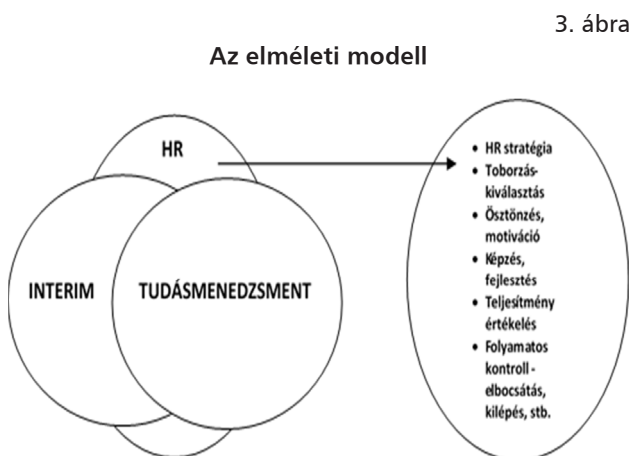 3. ábra
Az elméleti modell
HR
INTERIM
TUDÁSMENEDZSMENT
• HR stratégia
• Toborzás-
kiválasztás
• Ösztönzés,
motiváció
• Képzés,
fejlesztés
• Teljesítmény
értékelés
• Folyamatos
kontroll -
elbocsátás,
kilépés, stb.